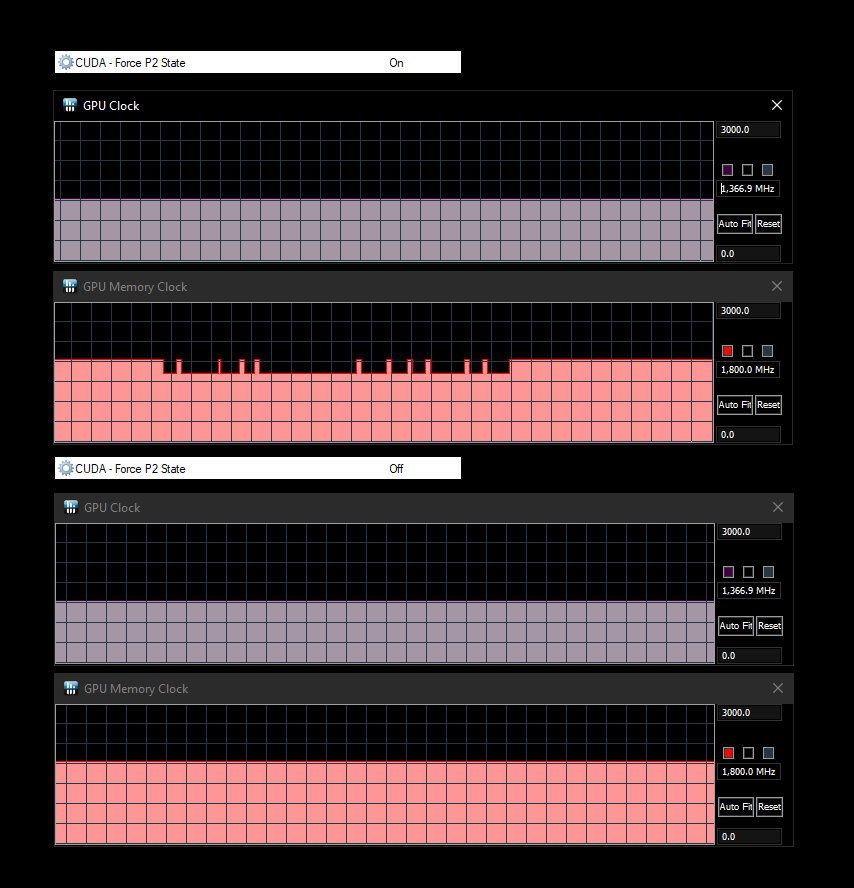 CUDA - Force P2 State On
GPU Clock
3000.0
1,366.9 MHz
Auto Fit Reset
0.0
GPU Memory Clock
3000.0
1,800.0 MHz
Auto Fit Reset
0.0
CUDA - Force P2 State Off
GPU Clock
3000.0
1,366.9 MHz
Auto Fit Reset
0.0
GPU Memory Clock
3000.0
1,800.0 MHz
Auto Fit Reset
0.0